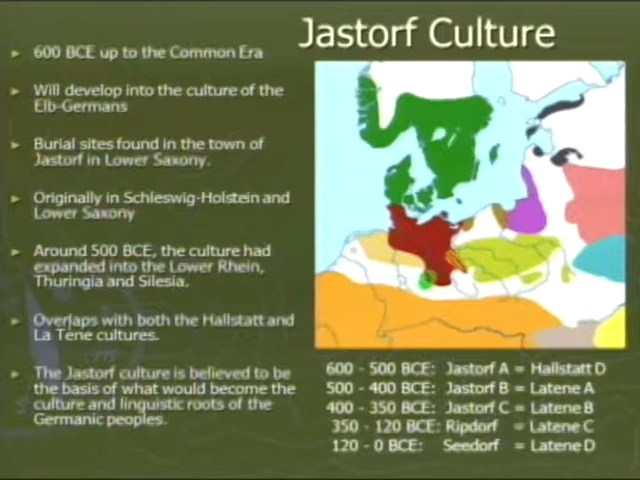 Jastorf Culture
600 BCE up to the Common Era
Will develop into the culture of the
Elb-Germans
Burial sites found in the town of
Jastorf in Lower Saxony.
Originally in Schleswig-Holstein and
Lower Saxony
Around 500 BCE, the culture had
expanded into the Lower Rhein,
Thuringia and Silesia.
Overlaps with both the Hallstatt and
La Tene cultures.
The Jastorf culture is believed to be
the basis of what would become the
culture and linguistic roots of the
Germanic peoples.
600 - 500 BCE: Jastorf A = Hallstatt D
500 - 400 BCE: Jastorf B = Latene A
400 - 350 BCE: Jastorf C = Latene B
350 - 120 BCE: Ripdorf = Latene C
120 - 0 BCE: Seedorf = Latene D